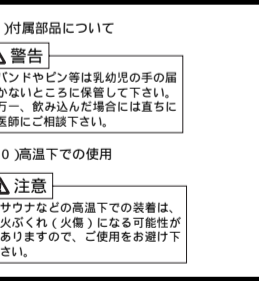 )付属部品について
警告
バンドやピン等は乳幼児の手の届
かないところに保管して下さい。
万一、飲み込んだ場合には直ちに
医師にご相談下さい。
0)高温下での使用
注意
サウナなどの高温下での装着は、
火ぶくれ(火傷)になる可能性が
ありますので、ご使用をお避け下
さい。